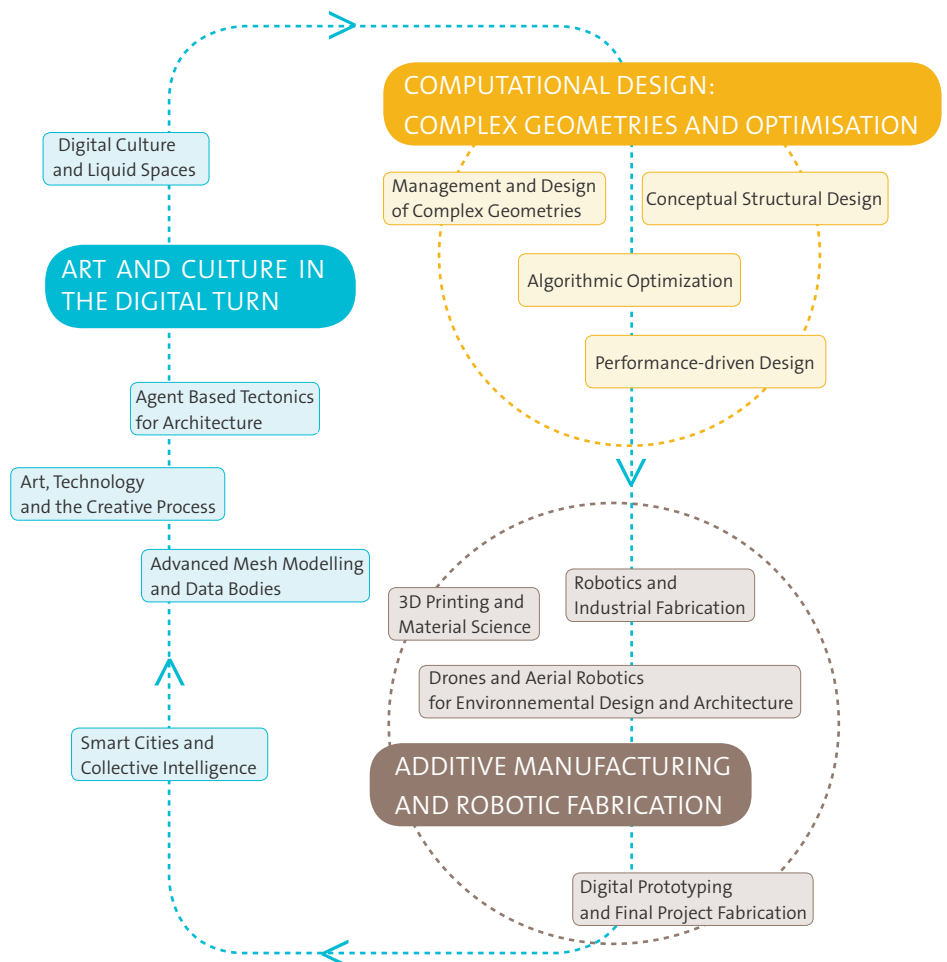 COMPUTATIONAL DESIGN:
COMPLEX GEOMETRIES AND OPTIMISATION
Digital Culture
and Liquid Spaces
Management and Design
of Complex Geometries
Conceptual Structural Design
ART AND CULTURE IN
THE DIGITAL TURN
Algorithmic Optimization
Performance-driven Design
Agent Based Tectonics
for Architecture
Art, Technology
and the Creative Process
Advanced Mesh Modelling
and Data Bodies
Robotics and
Industrial Fabrication
3D Printing and
Material Science
Drones and Aerial Robotics
for Environnemental Design and Architecture
Smart Cities and
Collective Intelligence
ADDITIVE MANUFACTURING
AND ROBOTIC FABRICATION
Digital Prototyping
and Final Project Fabrication